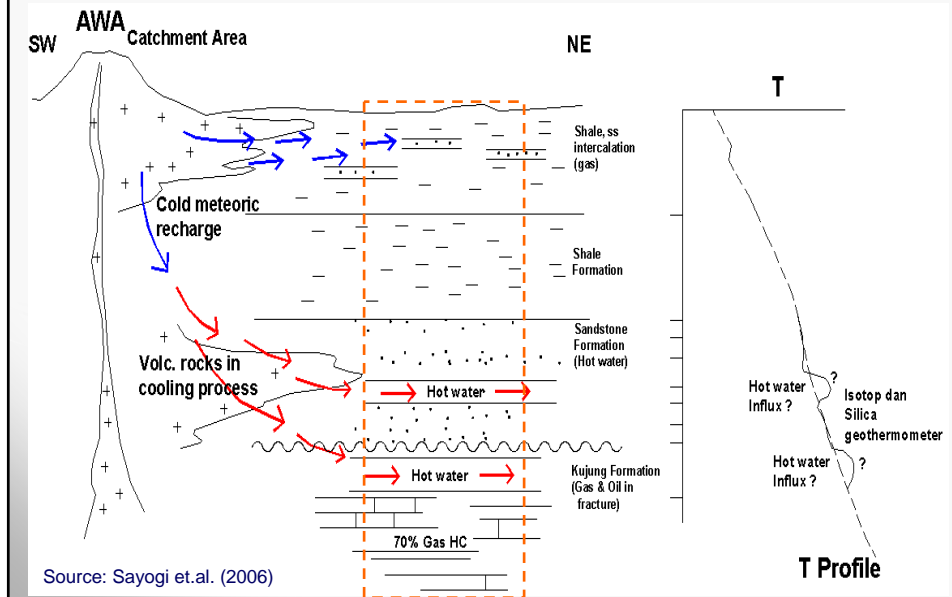 AWA
SW
Catchment Area
NE
T
Shale, ss
intercalation
(gas)
Cold meteoric
recharge
Shale
Formation
Sandstone
Formation
(Hot water)
Volc. rocks in
cooling process
Hot water
Hot water
Influx ?
?
Isotop dan
Silica
geothermometer
Hot water
Influx ?
?
Hot water
Kujung Formation
(Gas & Oil in
fracture)
70% Gas HC
T Profile
Source: Sayogi et.al. (2006)